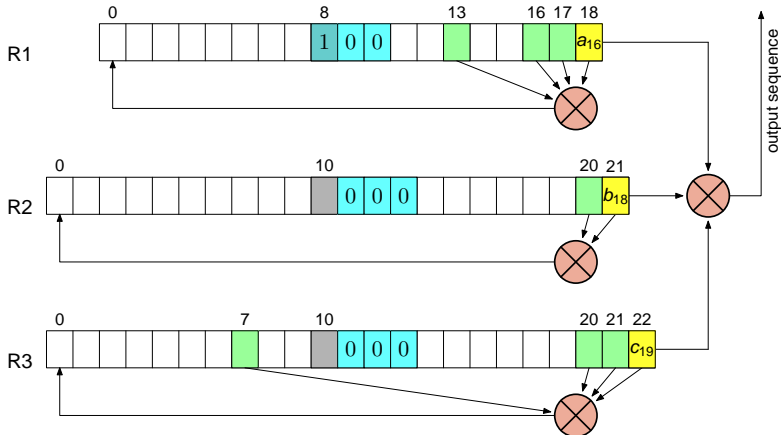 0 8 13 16 17 18
R1 1 0 0 a16
output sequence
0 10 20 21
R2 0 0 0 b18
0 7 10 20 21 22
R3 0 0 0 c19